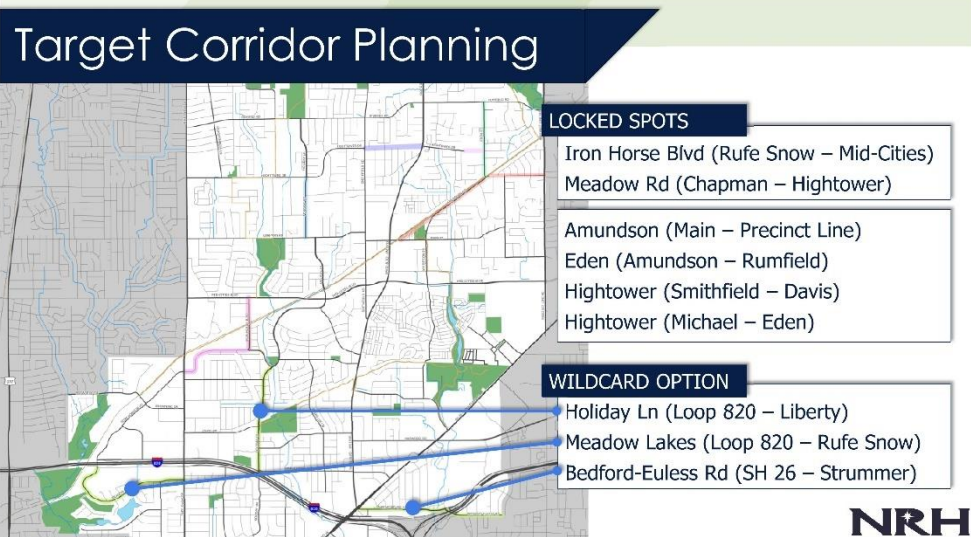 Target Corridor Planning
LOCKED SPOTS
Iron Horse Blvd (Rufe Snow – Mid-Cities)
Meadow Rd (Chapman – Hightower)
Amundson (Main – Precinct Line)
Eden (Amundson – Rumfield)
Hightower (Smithfield – Davis)
Hightower (Michael – Eden)
WILDCARD OPTION
Holiday Ln (Loop 820 – Liberty)
Meadow Lakes (Loop 820 – Rufe Snow)
Bedford-Euless Rd (SH 26 – Strummer)
NRH